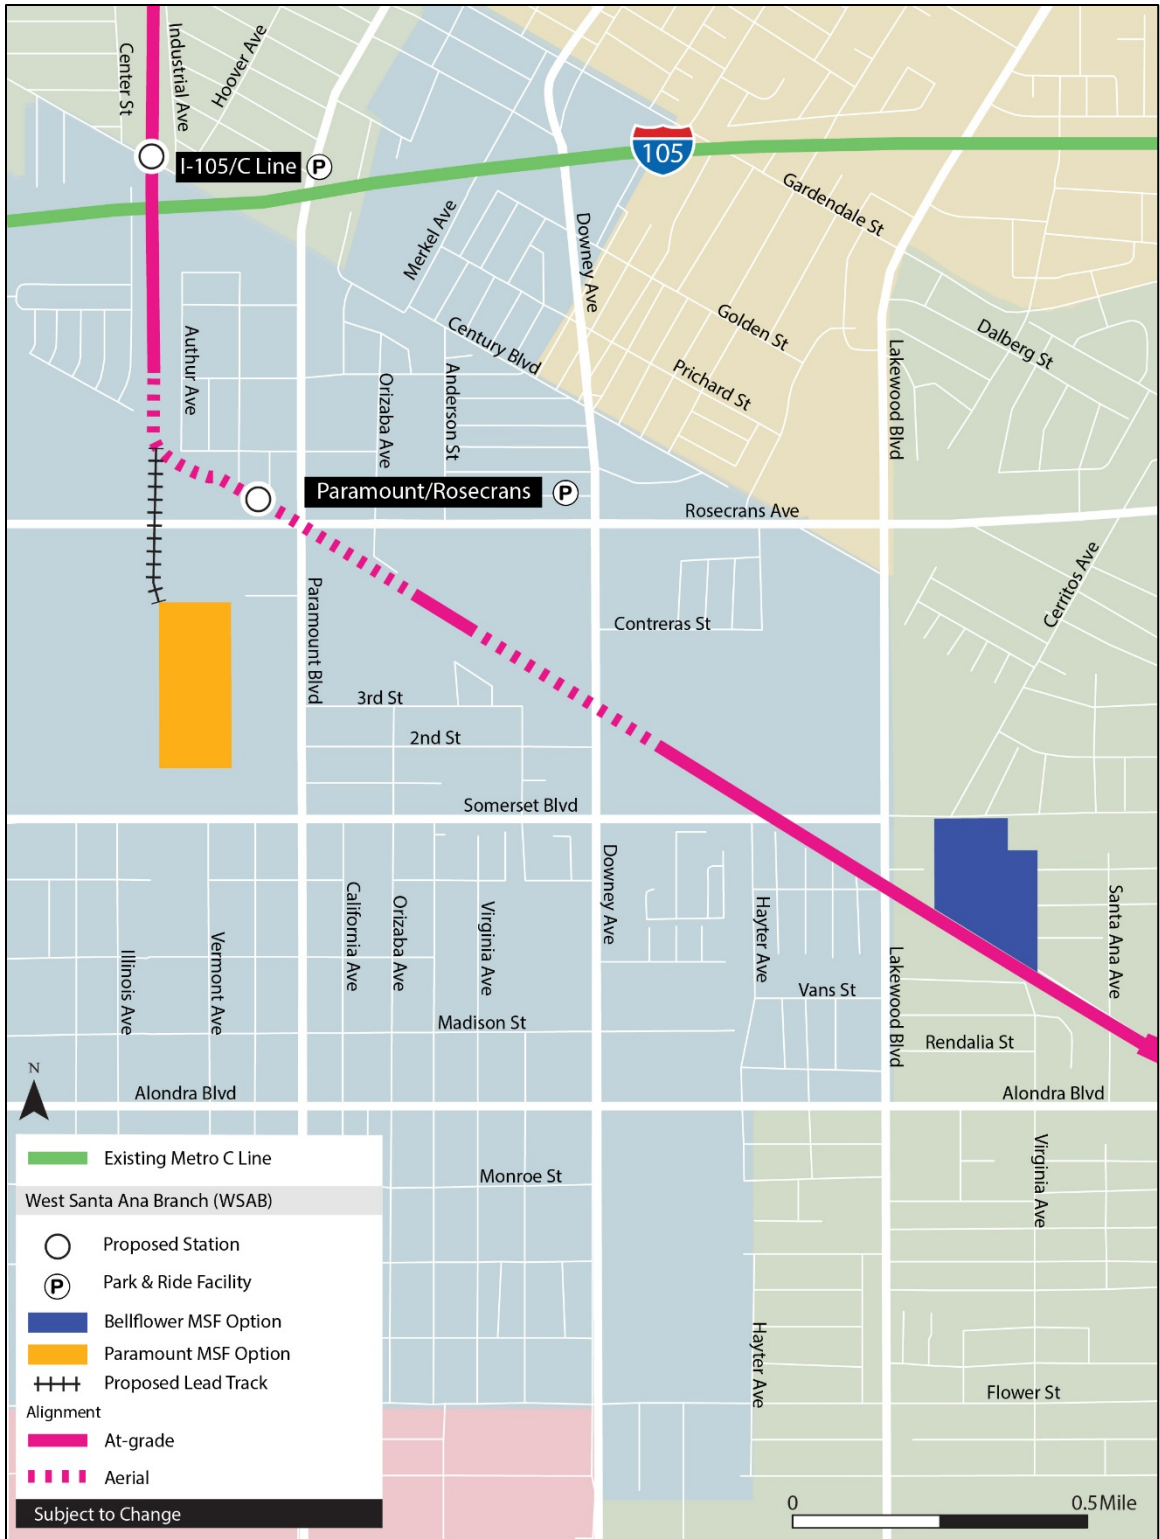 Center St
Industrial Ave
Hoover Ave
I-105/C Line
P
105
Gardendale St
Merkel Ave
Downey Ave
Golden St
Dalberg St
Century Blvd
Prichard St
Lakewood Blvd
Authur Ave
Orizaba Ave
Anderson St
Paramount/Rosecrans
P
Rosecrans Ave
Cerritos Ave
Paramount Blvd
Contreras St
3rd St
2nd St
Somerset Blvd
Downey Ave
California Ave
Orizaba Ave
Virginia Ave
Hayter Ave
Santa Ana Ave
Illinois Ave
Vermont Ave
Lakewood Blvd
Vans St
Madison St
Rendalia St
N
Alondra Blvd
Alondra Blvd
Monroe St
Virginia Ave
Hayter Ave
Flower St
Existing Metro C Line
West Santa Ana Branch (WSAB)
Proposed Station
P
Park & Ride Facility
Bellflower MSF Option
Paramount MSF Option
Proposed Lead Track
Alignment
At-grade
Aerial
Subject to Change
0 0.5Mile